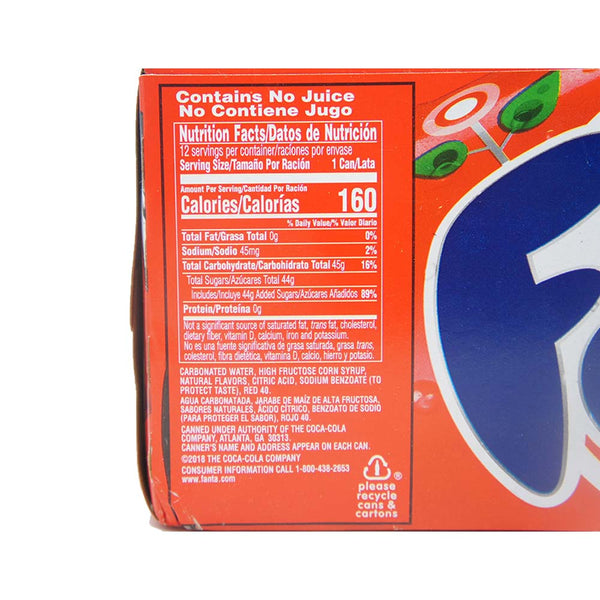 Contains No Juice
No Contiene Jugo
Nutrition Facts/Datos de Nutrición
12 servings per container/raciones por envase
Serving Size/Tamaño Por Ración 1 Can/Lata
Amount Per Serving/Cantidad Por Ración
Calories/Calorías 160
% Daily Value/% Valor Diario
Total Fat/Grasa Total 0g 0%
Sodium/Sodio 45mg 2%
Total Carbohydrate/Carbohidrato Total 45g 16%
Total Sugars/Azúcares Total 44g
Includes/Incluye 44g Added Sugars/Azúcares Añadidos 89%
Protein/Proteína 0g
Not a significant source of saturated fat, trans fat, cholesterol,
dietary fiber, vitamin D, calcium, iron and potassium.
No es una fuente significativa de grasa saturada, grasa trans,
colesterol, fibra dietética, vitamina D, calcio, hierro y potasio.
CARBONATED WATER, HIGH FRUCTOSE CORN SYRUP,
NATURAL FLAVORS, CITRIC ACID, SODIUM BENZOATE (TO
PROTECT TASTE), RED 40.
AGUA CARBONATADA, JARABE DE MAÍZ DE ALTA FRUCTOSA,
SABORES NATURALES, ÁCIDO CÍTRICO, BENZOATO DE SODIO
(PARA PROTEGER EL SABOR), ROJO 40.
CANNED UNDER AUTHORITY OF THE COCA-COLA
COMPANY, ATLANTA, GA 30313.
CANNER'S NAME AND ADDRESS APPEAR ON EACH CAN.
©2018 THE COCA-COLA COMPANY
CONSUMER INFORMATION CALL 1-800-438-2653
www.fanta.com
please
recycle
cans &
cartons
®
Fa